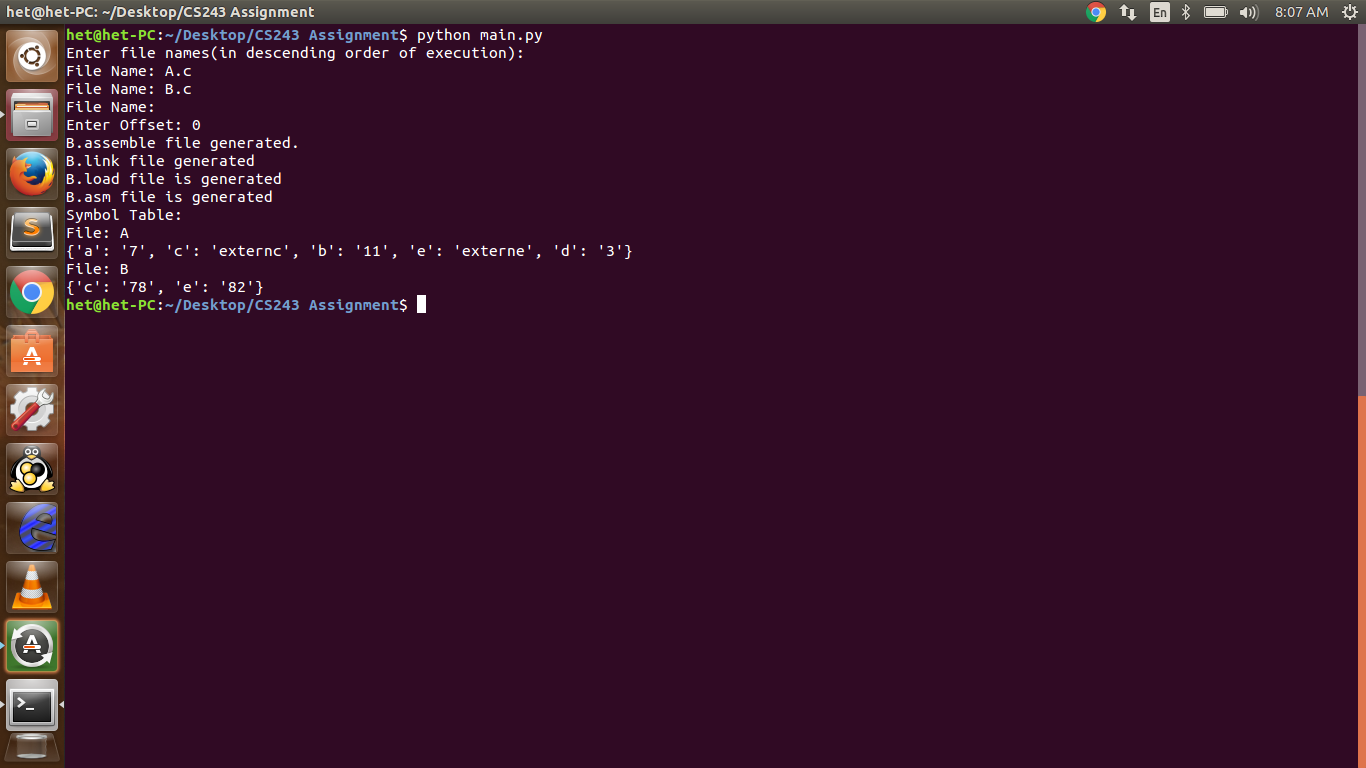 het@het-PC: ~/Desktop/CS243 Assignment
En
8:07 AM
het@het-PC:~/Desktop/CS243 Assignment$ python main.py
Enter file names(in descending order of execution):
File Name: A.c
File Name: B.c
File Name:
Enter Offset: 0
B.assemble file generated.
B.link file generated
B.load file is generated
B.asm file is generated
Symbol Table:
File: A
{'a': '7', 'c': 'externc', 'b': '11', 'e': 'externe', 'd': '3'}
File: B
{'c': '78', 'e': '82'}
het@het-PC:~/Desktop/CS243 Assignment$